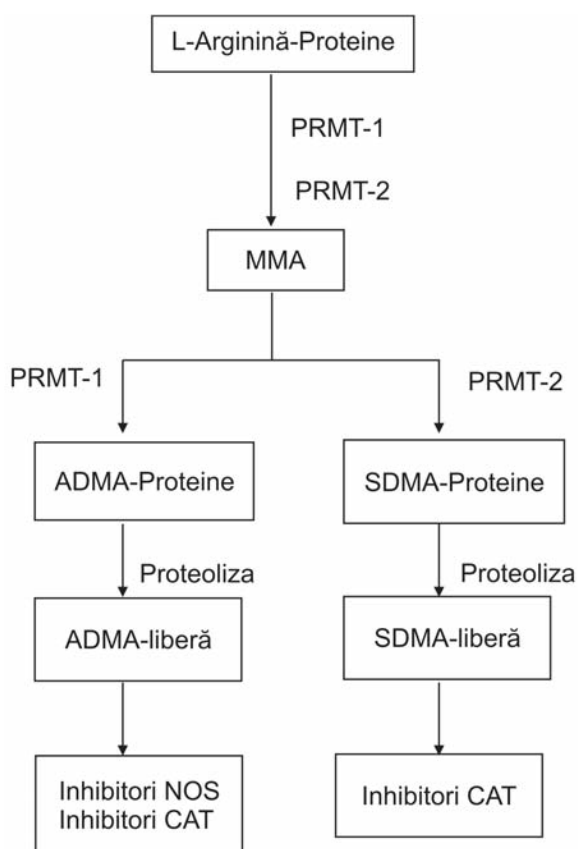 L-Arginină-Proteine
PRMT-1
PRMT-2
MMA
PRMT-1
PRMT-2
ADMA-Proteine
SDMA-Proteine
Proteoliza
Proteoliza
ADMA-liberă
SDMA-liberă
Inhibitori NOS
Inhibitori CAT
Inhibitori CAT